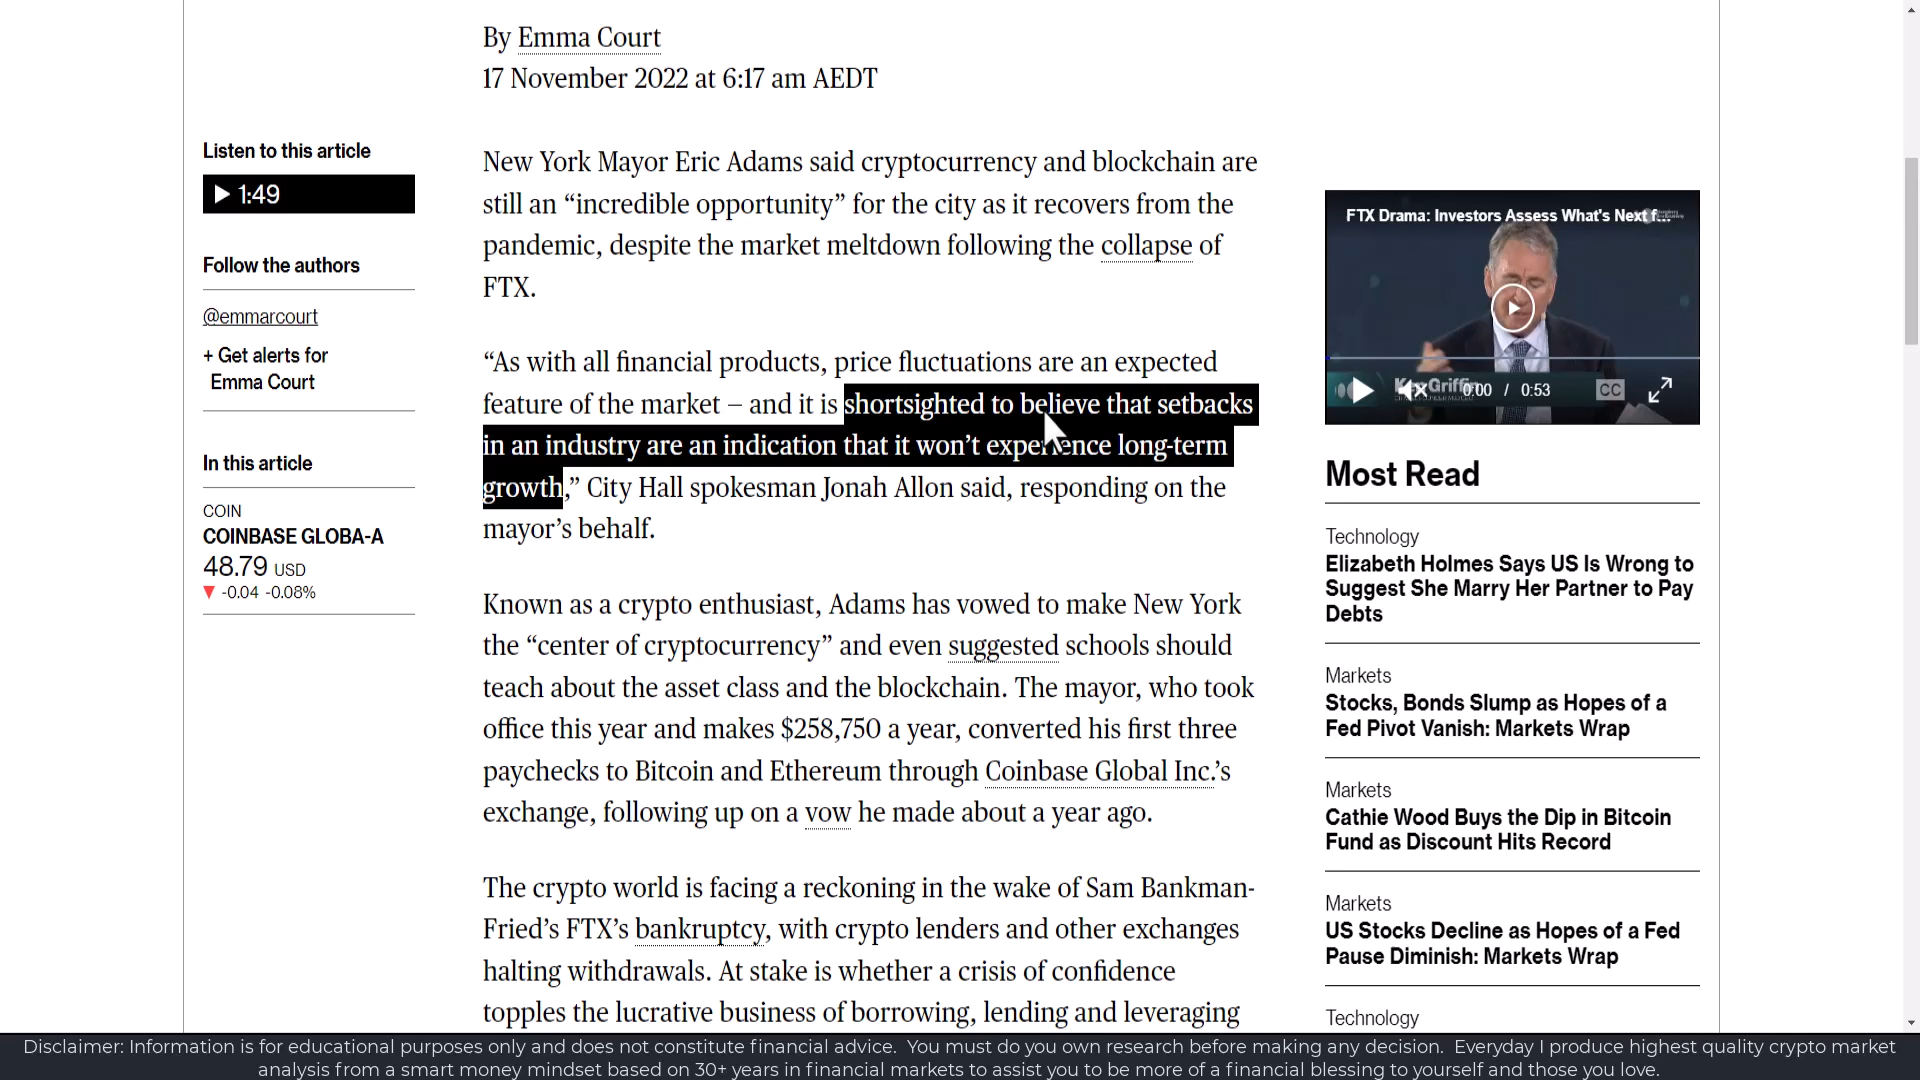 By Emma Court
17 November 2022 at 6:17 am AEDT
Listen to this article
1:49
Follow the authors
@emmarcourt
+ Get alerts for
Emma Court
In this article
COIN
COINBASE GLOBA-A
48.79 USD
-0.04 -0.08%
New York Mayor Eric Adams said cryptocurrency and blockchain are
still an “incredible opportunity” for the city as it recovers from the
pandemic, despite the market meltdown following the collapse of
FTX.
“As with all financial products, price fluctuations are an expected
feature of the market – and it is shortsighted to believe that setbacks
in an industry are an indication that it won’t experience long-term
growth,” City Hall spokesman Jonah Allon said, responding on the
mayor’s behalf.
Known as a crypto enthusiast, Adams has vowed to make New York
the “center of cryptocurrency” and even suggested schools should
teach about the asset class and the blockchain. The mayor, who took
office this year and makes $258,750 a year, converted his first three
paychecks to Bitcoin and Ethereum through Coinbase Global Inc.’s
exchange, following up on a vow he made about a year ago.
The crypto world is facing a reckoning in the wake of Sam Bankman-
Fried’s FTX’s bankruptcy, with crypto lenders and other exchanges
halting withdrawals. At stake is whether a crisis of confidence
topples the lucrative business of borrowing, lending and leveraging
FTX Drama: Investors Assess What's Next f...
Ken Griffin
0:00 / 0:53
CC
Most Read
Technology
Elizabeth Holmes Says US Is Wrong to
Suggest She Marry Her Partner to Pay
Debts
Markets
Stocks, Bonds Slump as Hopes of a
Fed Pivot Vanish: Markets Wrap
Markets
Cathie Wood Buys the Dip in Bitcoin
Fund as Discount Hits Record
Markets
US Stocks Decline as Hopes of a Fed
Pause Diminish: Markets Wrap
Technology
Disclaimer: Information is for educational purposes only and does not constitute financial advice. You must do you own research before making any decision. Everyday I produce highest quality crypto market
analysis from a smart money mindset based on 30+ years in financial markets to assist you to be more of a financial blessing to yourself and those you love.